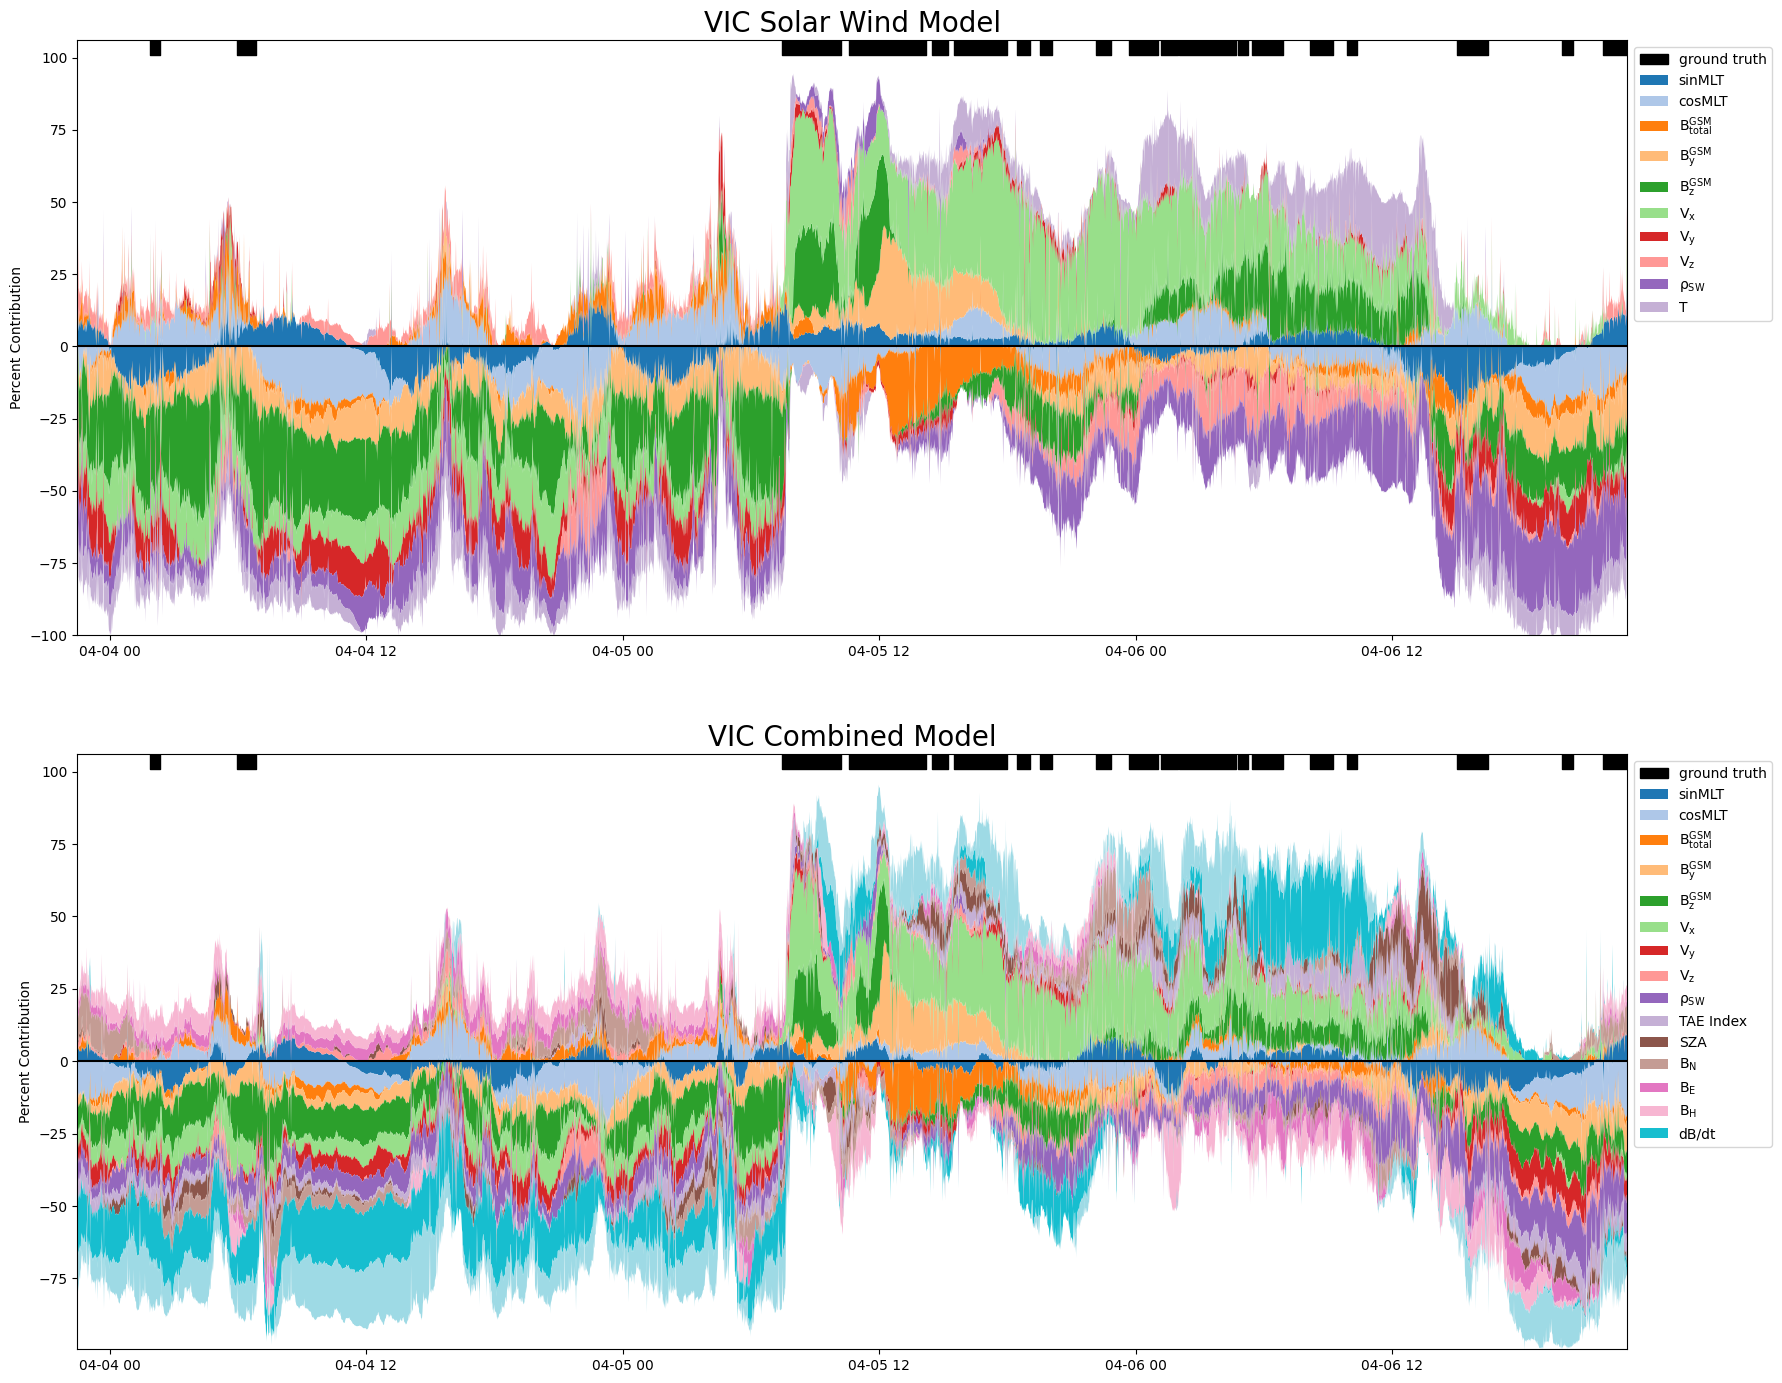 VIC Solar Wind Model
Percent Contribution
100
75
50
25
0
−25
−50
−75
−100
04-04 00
04-04 12
04-05 00
04-05 12
04-06 00
04-06 12
ground truth
sinMLT
cosMLT
B_total^GSM
B_y^GSM
B_z^GSM
V_x
V_y
V_z
ρ_SW
T
VIC Combined Model
Percent Contribution
100
75
50
25
0
−25
−50
−75
04-04 00
04-04 12
04-05 00
04-05 12
04-06 00
04-06 12
ground truth
sinMLT
cosMLT
B_total^GSM
B_y^GSM
B_z^GSM
V_x
V_y
V_z
ρ_SW
TAE Index
SZA
B_N
B_E
B_H
dB/dt